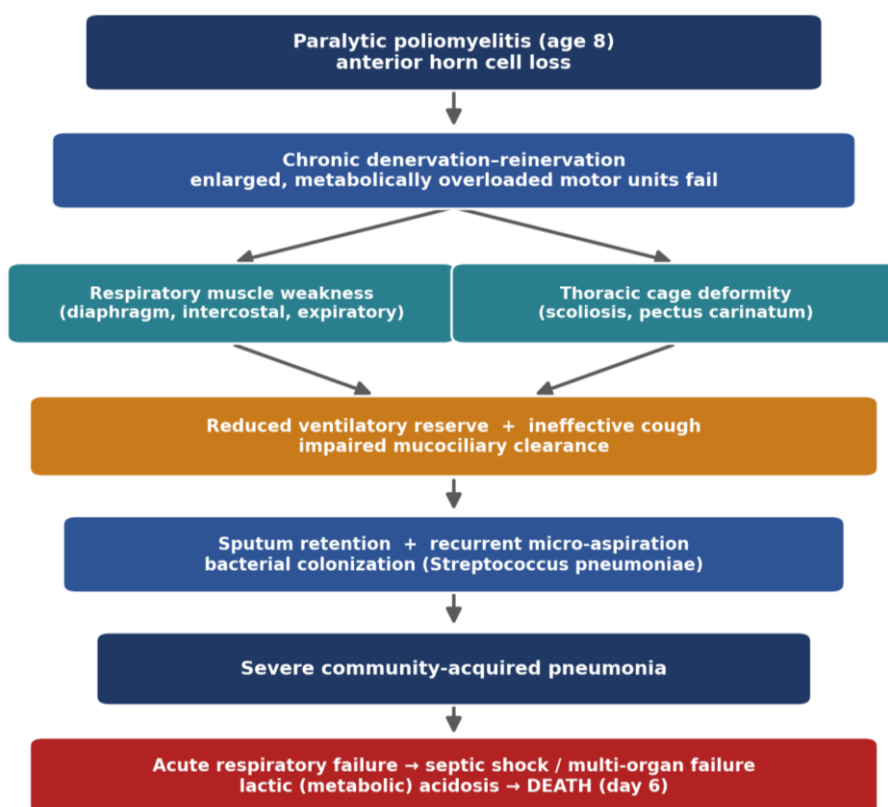 Paralytic poliomyelitis (age 8)
anterior horn cell loss
Chronic denervation–reinervation
enlarged, metabolically overloaded motor units fail
Respiratory muscle weakness
(diaphragm, intercostal, expiratory)
Thoracic cage deformity
(scoliosis, pectus carinatum)
Reduced ventilatory reserve + ineffective cough
impaired mucociliary clearance
Sputum retention + recurrent micro-aspiration
bacterial colonization (Streptococcus pneumoniae)
Severe community-acquired pneumonia
Acute respiratory failure → septic shock / multi-organ failure
lactic (metabolic) acidosis → DEATH (day 6)